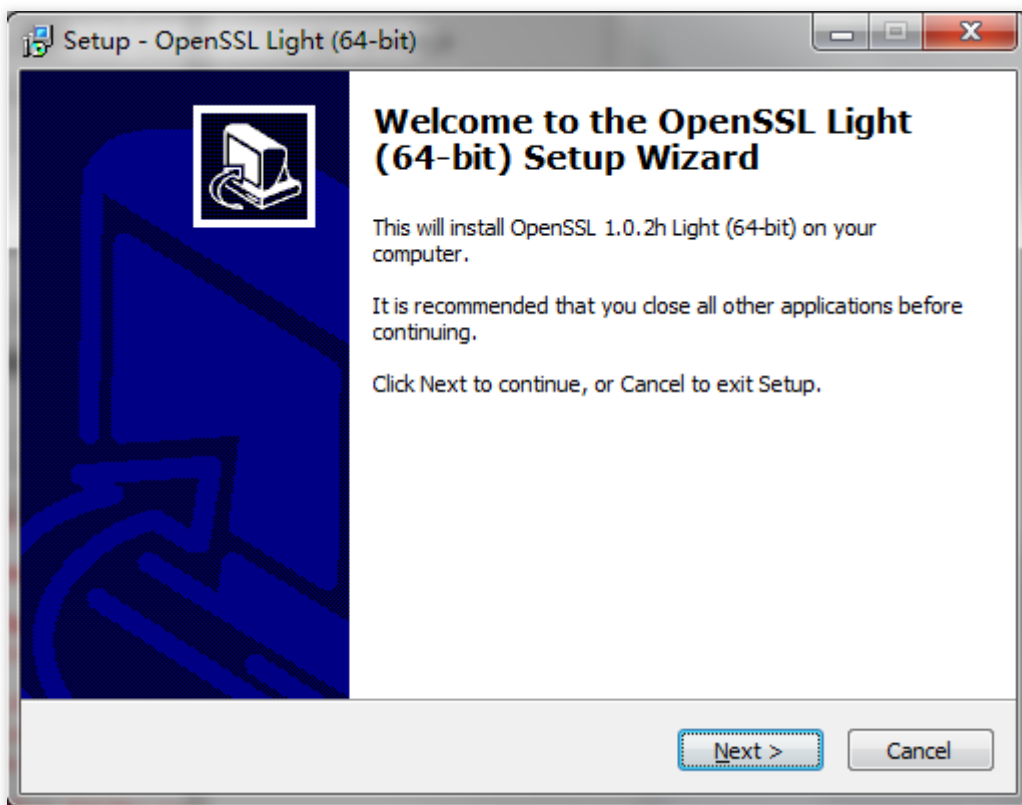 Setup - OpenSSL Light (64-bit)
Welcome to the OpenSSL Light
(64-bit) Setup Wizard
This will install OpenSSL 1.0.2h Light (64-bit) on your
computer.
It is recommended that you close all other applications before
continuing.
Click Next to continue, or Cancel to exit Setup.
Next >
Cancel